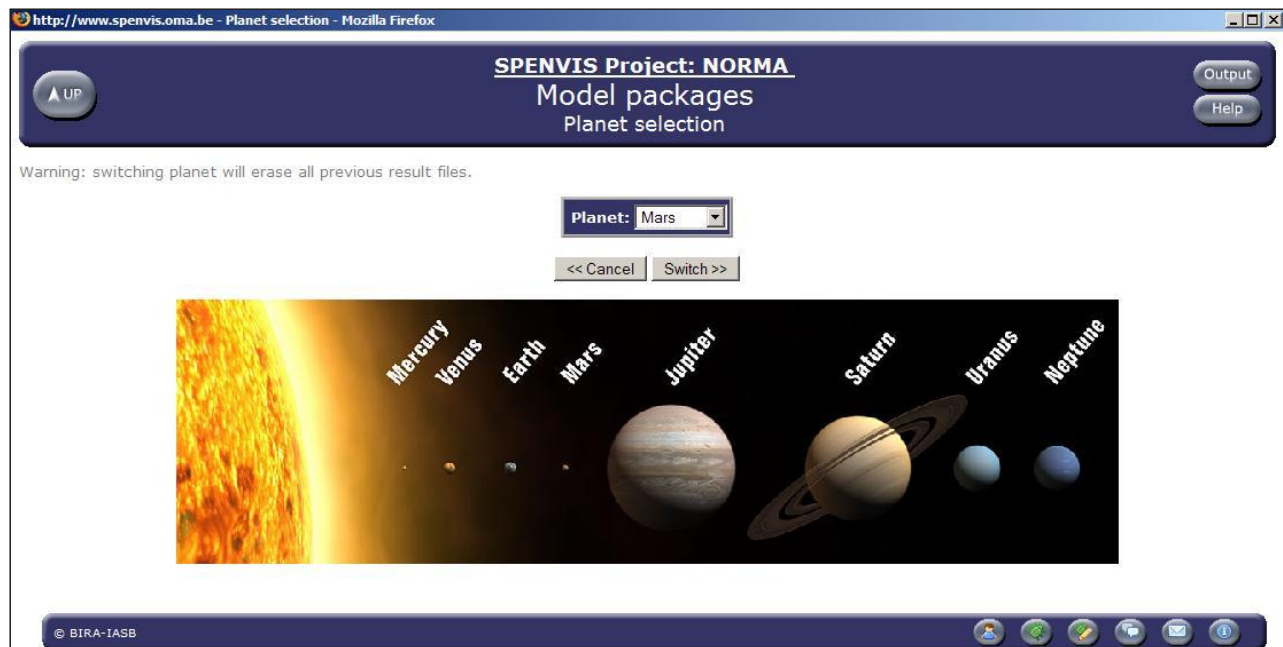 http://www.spenvis.oma.be - Planet selection - Mozilla Firefox
UP
SPENVIS Project: NORMA
Model packages
Planet selection
Output
Help
Warning: switching planet will erase all previous result files.
Planet: Mars
<< Cancel Switch >>
Mercury Venus Earth Mars Jupiter Saturn Uranus Neptune
© BIRA-IASB